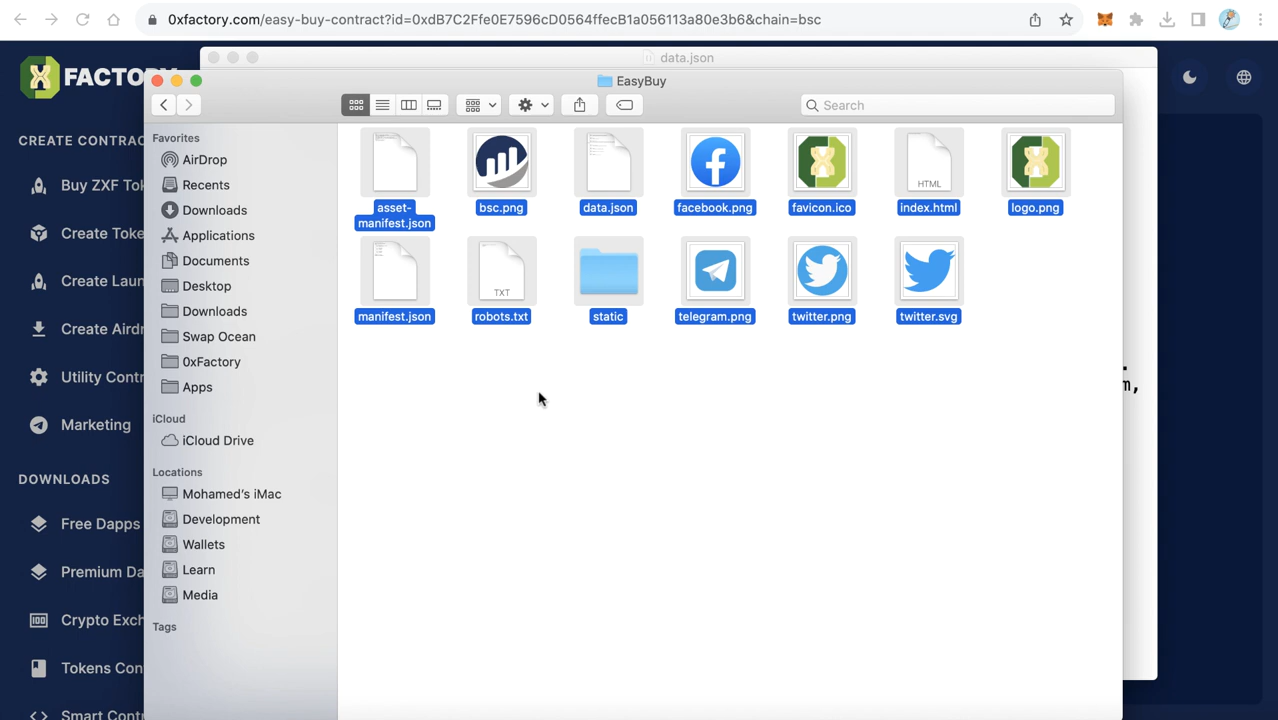 0xfactory.com/easy-buy-contract?id=0xdB7C2Ffe0E7596cD0564ffecB1a056113a80e3b6&chain=bsc
data.json
FACTO
EasyBuy
Search
CREATE CONTRAC
Buy ZXF Tok
Create Toke
Create Laun
Create Airdr
Utility Contr
Marketing
DOWNLOADS
Free Dapps
Premium Da
Crypto Exch
Tokens Con
Smart Contr
Favorites
AirDrop
Recents
Downloads
Applications
Documents
Desktop
Downloads
Swap Ocean
0xFactory
Apps
iCloud
iCloud Drive
Locations
Mohamed's iMac
Development
Wallets
Learn
Media
Tags
HTML
asset-
manifest.json
bsc.png
data.json
facebook.png
favicon.ico
index.html
logo.png
TXT
manifest.json
robots.txt
static
telegram.png
twitter.png
twitter.svg
m,